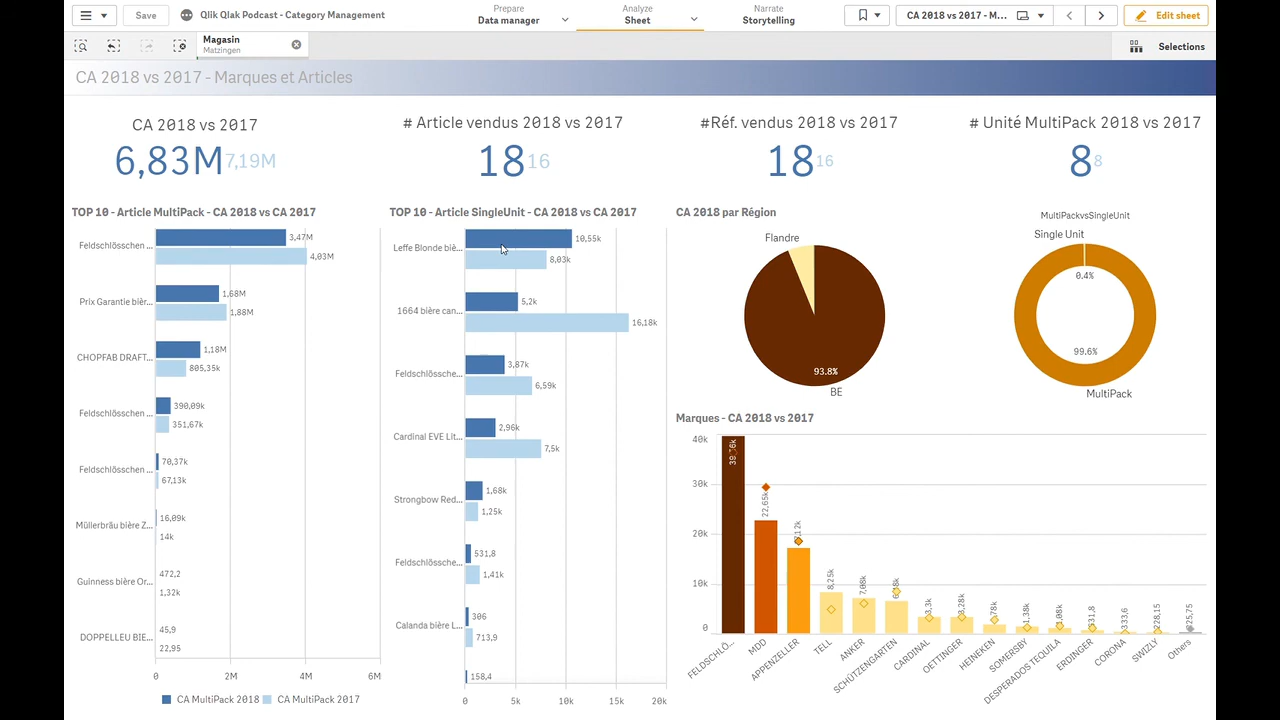 Save
Qlik Qlak Podcast - Category Management
Prepare
Data manager
Analyze
Sheet
Narrate
Storytelling
CA 2018 vs 2017 - M...
Edit sheet
Magasin
Matzingen
Selections
CA 2018 vs 2017 - Marques et Articles
CA 2018 vs 2017
6,83M 7,19M
# Article vendus 2018 vs 2017
18 16
#Réf. vendus 2018 vs 2017
18 16
# Unité MultiPack 2018 vs 2017
8 8
TOP 10 - Article MultiPack - CA 2018 vs CA 2017
Feldschlösschen ...
3,47M
4,03M
Prix Garantie bièr...
1,68M
1,88M
CHOPFAB DRAFT...
1,18M
805,35k
Feldschlösschen ...
390,09k
351,67k
Feldschlösschen ...
70,37k
67,13k
Müllerbräu bière Z...
16,09k
14k
Guinness bière Or...
472,2
1,32k
DOPPELLEU BIE...
45,9
22,95
0 2M 4M 6M
CA MultiPack 2018 CA MultiPack 2017
TOP 10 - Article SingleUnit - CA 2018 vs CA 2017
Leffe Blonde biè...
10,55k
8,03k
1664 bière can...
5,2k
16,18k
Feldschlössche...
3,87k
6,59k
Cardinal EVE Lit...
2,96k
7,5k
Strongbow Red...
1,68k
1,25k
Feldschlössche...
531,8
1,41k
Calanda bière L...
306
713,9
158,4
0 5k 10k 15k 20k
CA 2018 par Région
Flandre
93.8%
BE
MultiPackvsSingleUnit
Single Unit
0.4%
99.6%
MultiPack
Marques - CA 2018 vs 2017
40k
30k
20k
10k
0
22,65k
8,25k
7,08k
3,3k
333,6
228,15
FELDSCHLÖ...
MDD
APPENZELLER
TELL
ANKER
SCHÜTZENGARTEN
CARDINAL
OETTINGER
HEINEKEN
SOMERSBY
DESPERADOS TEQUILA
ERDINGER
CORONA
SWIZLY
Others